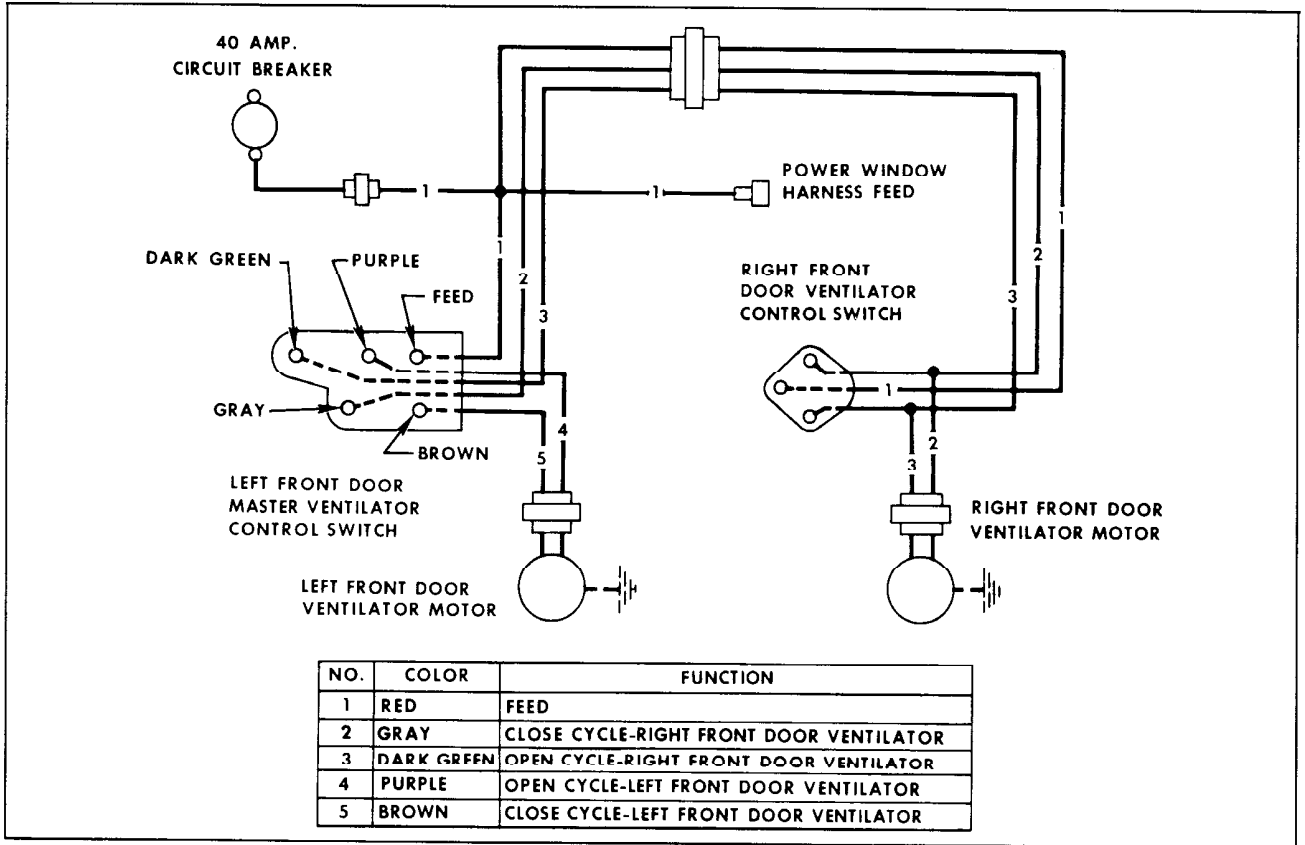 40 AMP.
CIRCUIT BREAKER
1
1
POWER WINDOW
HARNESS FEED
1
2
3
1
2
3
DARK GREEN
PURPLE
FEED
GRAY
BROWN
LEFT FRONT DOOR
MASTER VENTILATOR
CONTROL SWITCH
4
5
LEFT FRONT DOOR
VENTILATOR MOTOR
RIGHT FRONT
DOOR VENTILATOR
CONTROL SWITCH
1
2
3
RIGHT FRONT DOOR
VENTILATOR MOTOR
NO. COLOR FUNCTION
1 RED FEED
2 GRAY CLOSE CYCLE-RIGHT FRONT DOOR VENTILATOR
3 DARK GREEN OPEN CYCLE-RIGHT FRONT DOOR VENTILATOR
4 PURPLE OPEN CYCLE-LEFT FRONT DOOR VENTILATOR
5 BROWN CLOSE CYCLE-LEFT FRONT DOOR VENTILATOR